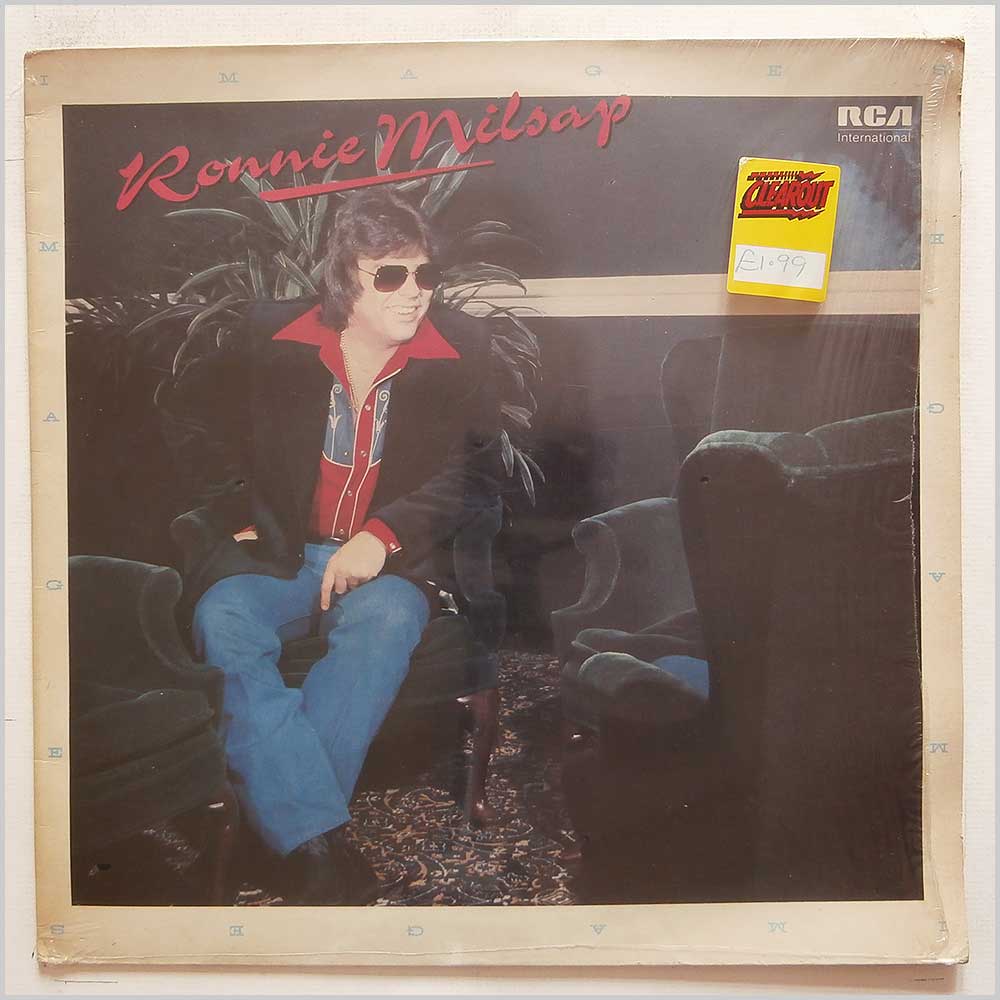 I M A G E S
Ronnie Milsap
RCA
International
CLEAROUT
£1.99
I M A G E S
I M A G E S
I M A G E S